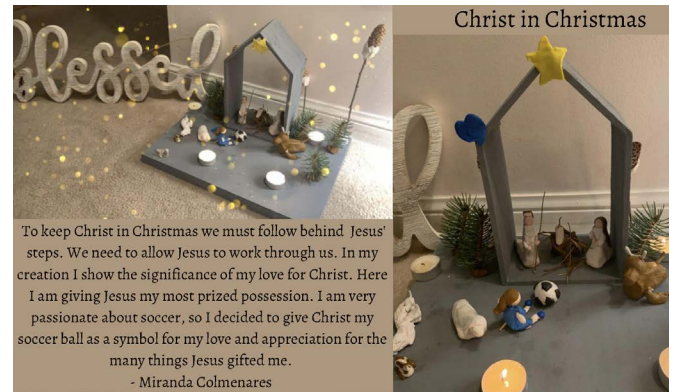 blessed
Christ in Christmas
To keep Christ in Christmas we must follow behind Jesus'
steps. We need to allow Jesus to work through us. In my
creation I show the significance of my love for Christ. Here
I am giving Jesus my most prized possession. I am very
passionate about soccer, so I decided to give Christ my
soccer ball as a symbol for my love and appreciation for the
many things Jesus gifted me.
- Miranda Colmenares